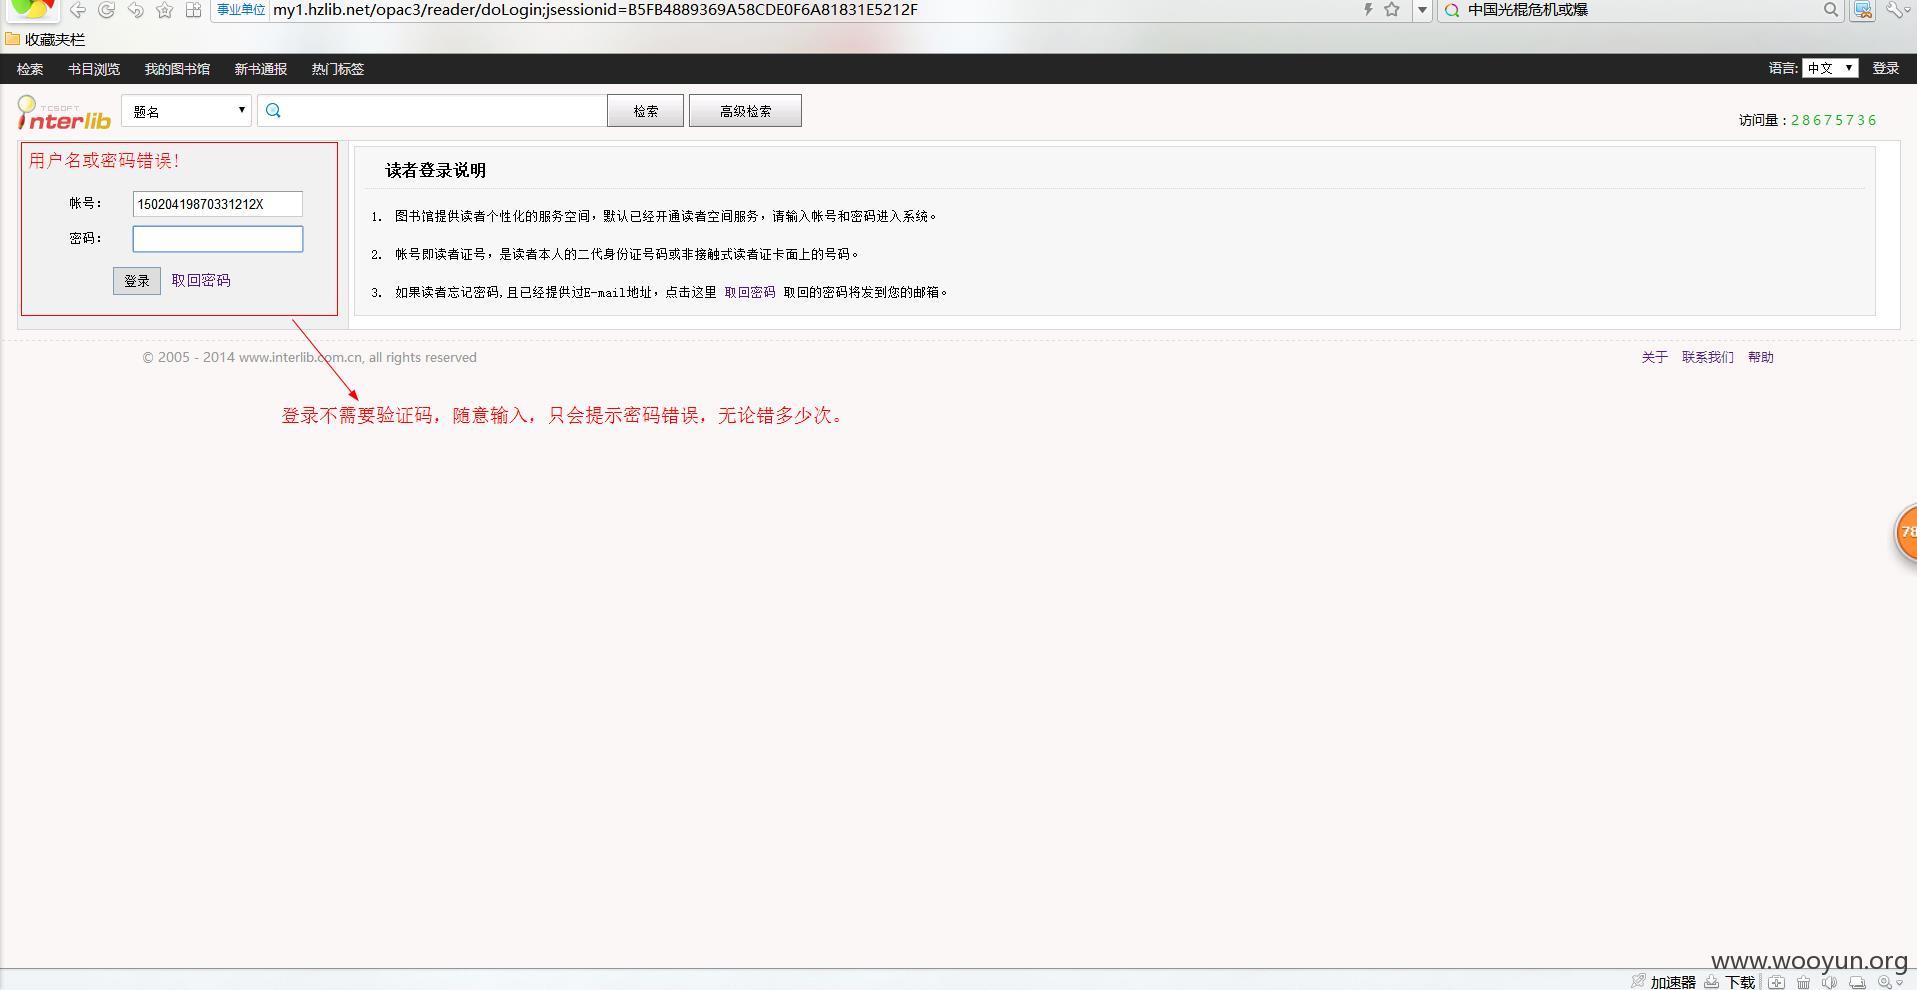 事业单位 my1.hzlib.net/opac3/reader/doLogin;jsessionid=B5FB4889369A58CDE0F6A81831E5212F 中国光棍危机或爆
收藏夹栏
检索 书目浏览 我的图书馆 新书通报 热门标签 语言: 中文 登录
TCSOFT
interlib 题名 检索 高级检索 访问量：28675736
用户名或密码错误！
帐号： 15020419870331212X
密码：
登录 取回密码
读者登录说明
1. 图书馆提供读者个性化的服务空间，默认已经开通读者空间服务，请输入帐号和密码进入系统。
2. 帐号即读者证号，是读者本人的二代身份证号码或非接触式读者证卡面上的号码。
3. 如果读者忘记密码,且已经提供过E-mail地址，点击这里 取回密码 取回的密码将发到您的邮箱。
© 2005 - 2014 www.interlib.com.cn, all rights reserved 关于 联系我们 帮助
登录不需要验证码，随意输入，只会提示密码错误，无论错多少次。
78
www.wooyun.org
加速器 下载